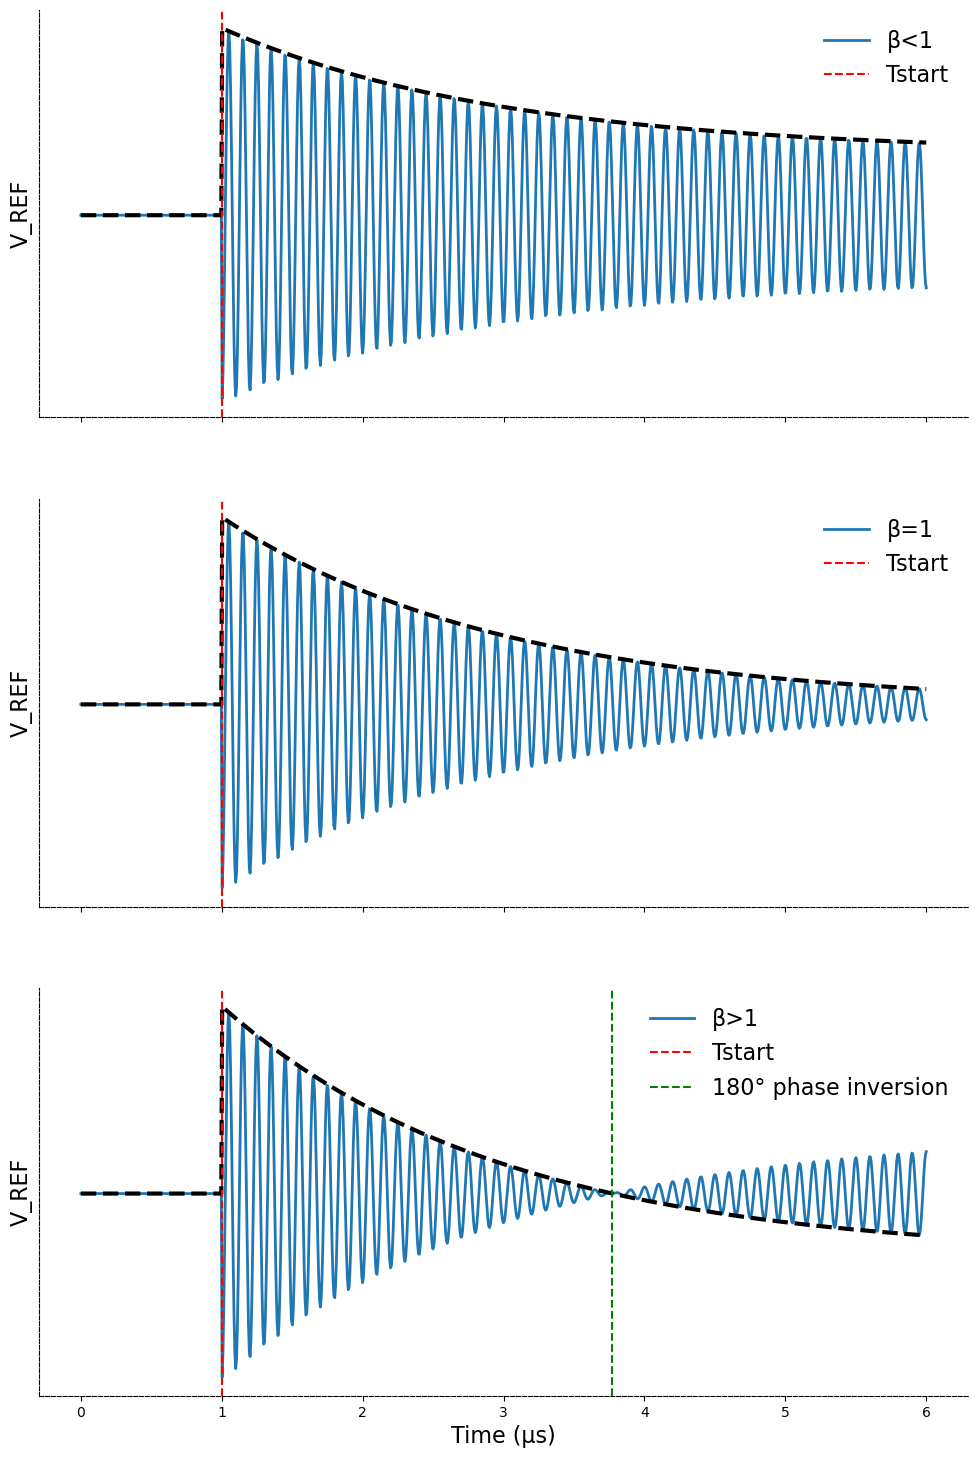 β<1
Tstart
V_REF
β=1
Tstart
V_REF
β>1
Tstart
180° phase inversion
V_REF
0 1 2 3 4 5 6
Time (μs)